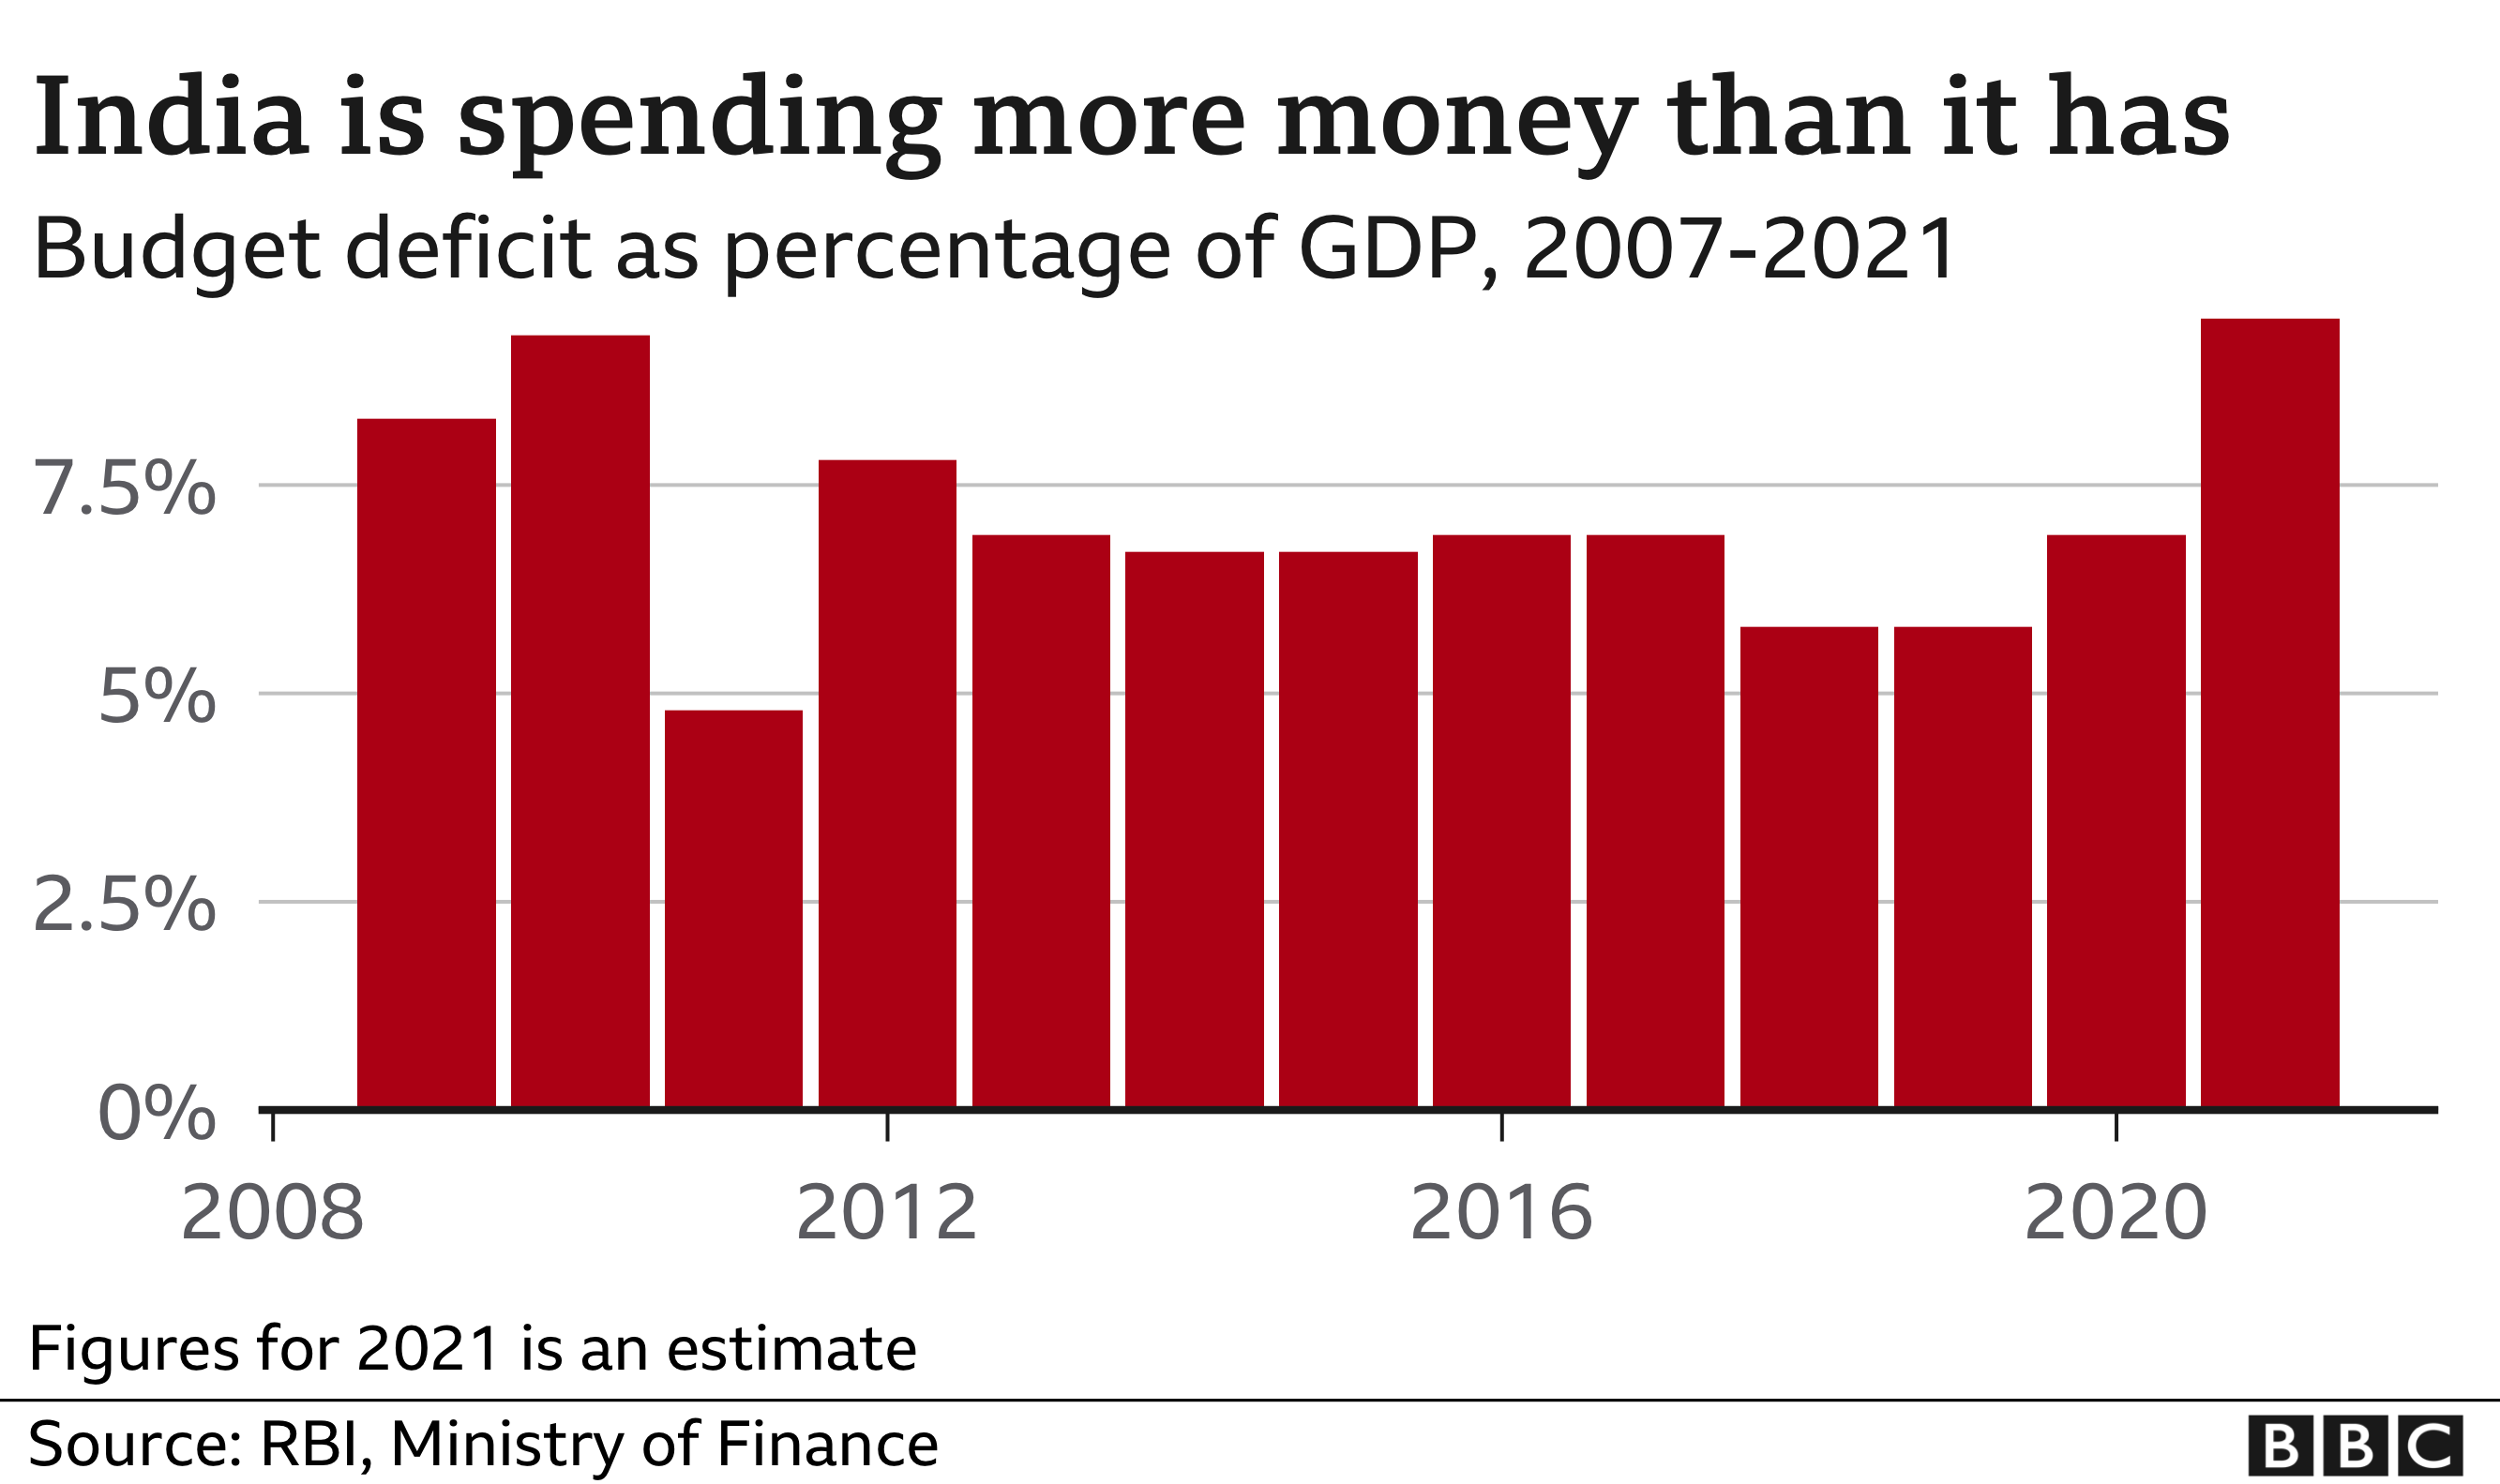 India is spending more money than it has
Budget deficit as percentage of GDP, 2007-2021
7.5%
5%
2.5%
0%
2008 2012 2016 2020
Figures for 2021 is an estimate
Source: RBI, Ministry of Finance
BBC